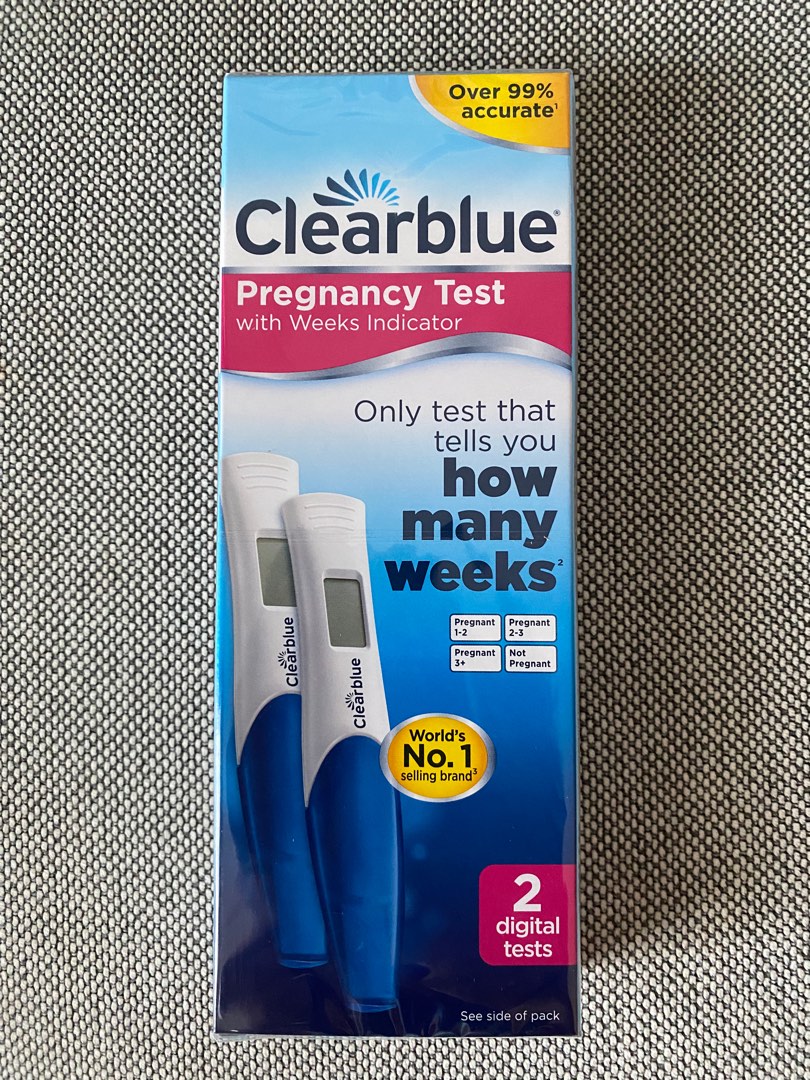 Over 99%
accurate¹
Clearblue®
Pregnancy Test
with Weeks Indicator
Only test that
tells you
how
many
weeks²
Pregnant
1-2
Pregnant
2-3
Pregnant
3+
Not
Pregnant
Clearblue
Clearblue
World's
No. 1
selling brand³
2
digital
tests
See side of pack